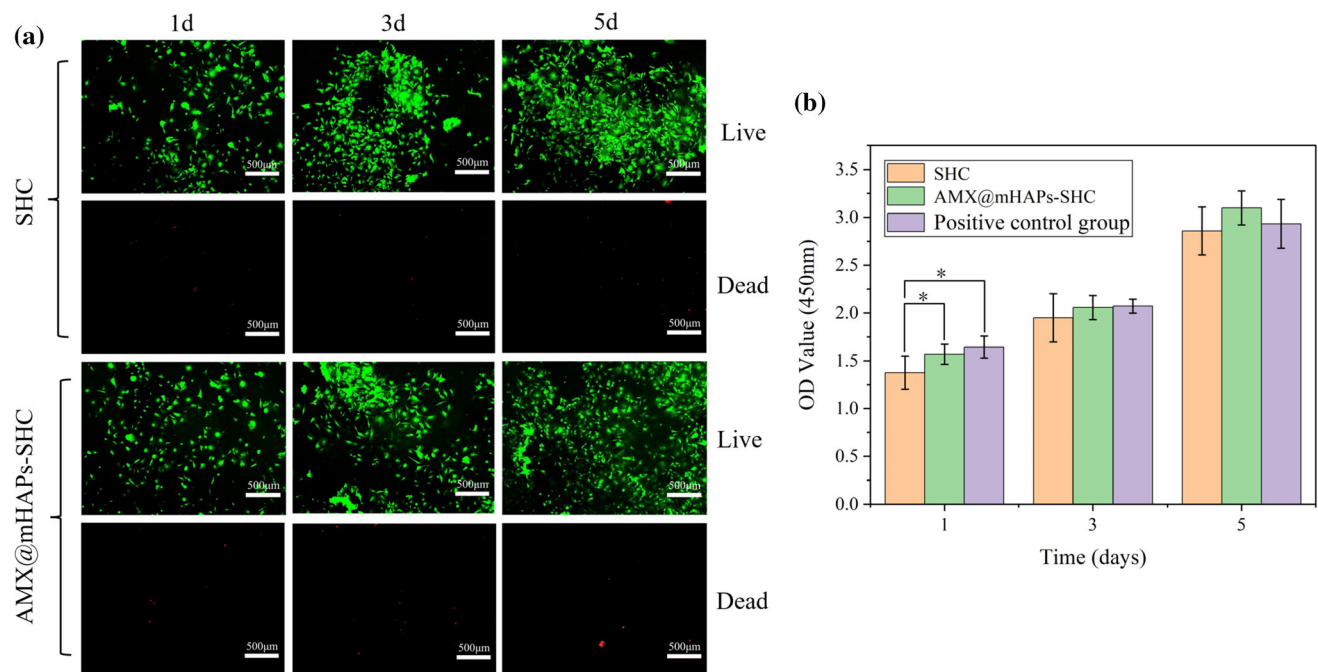 (a)
1d
3d
5d
SHC
500μm
500μm
500μm
Live
500μm
500μm
500μm
Dead
AMX@mHAPs-SHC
500μm
500μm
500μm
Live
500μm
500μm
500μm
Dead
(b)
SHC
AMX@mHAPs-SHC
Positive control group
OD Value (450nm)
3.5
3.0
2.5
2.0
1.5
1.0
0.5
0.0
*
*
1
3
5
Time (days)